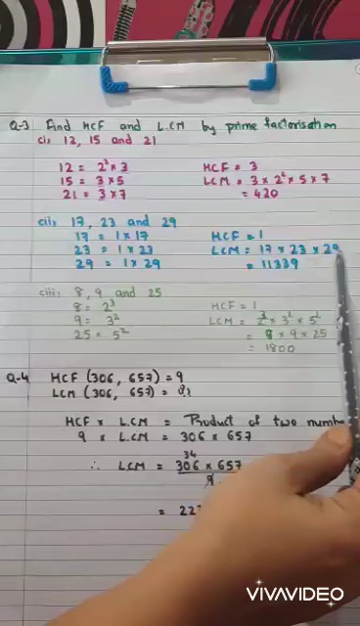 Q-3 Find HCF and L.CM by prime factorisation
(i) 12, 15 and 21
12 = 2² × 3
15 = 3 × 5
21 = 3 × 7
HCF = 3
LCM = 3 × 2² × 5 × 7
= 420
(ii) 17, 23 and 29
17 = 1 × 17
23 = 1 × 23
29 = 1 × 29
HCF = 1
LCM = 17 × 23 × 29
= 11339
(iii) 8, 9 and 25
8 = 2³
9 = 3²
25 = 5²
HCF = 1
LCM = 2³ × 3² × 5²
= 8 × 9 × 25
= 1800
Q-4 HCF (306, 657) = 9
LCM (306, 657) =
HCF × LCM = Product of two
9 × LCM = 306 × 657
∴ LCM = 306 × 657
34
9
= 22
VIVAVIDEO